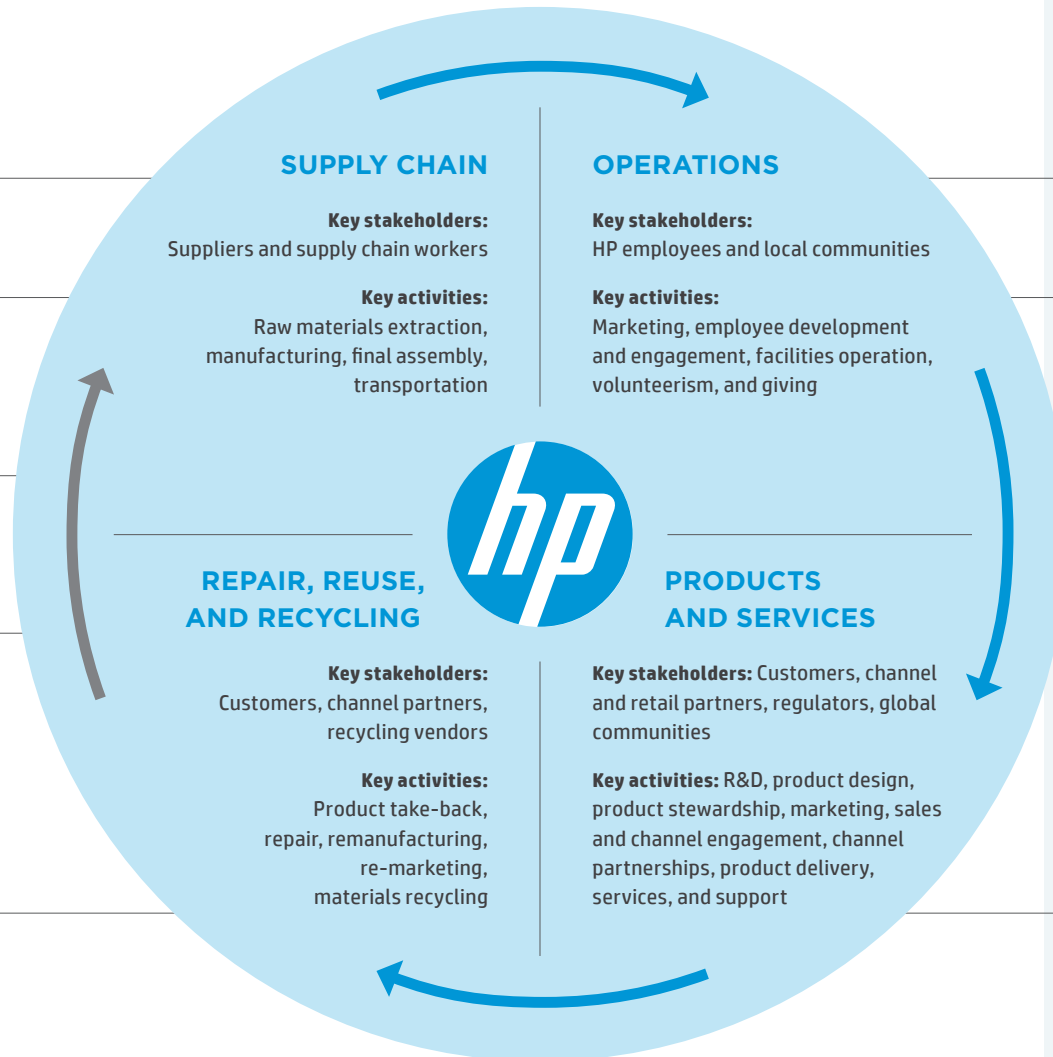 SUPPLY CHAIN
Key stakeholders:
Suppliers and supply chain workers
Key activities:
Raw materials extraction,
manufacturing, final assembly,
transportation
OPERATIONS
Key stakeholders:
HP employees and local communities
Key activities:
Marketing, employee development
and engagement, facilities operation,
volunteerism, and giving
hp
REPAIR, REUSE,
AND RECYCLING
Key stakeholders:
Customers, channel partners,
recycling vendors
Key activities:
Product take-back,
repair, remanufacturing,
re-marketing,
materials recycling
PRODUCTS
AND SERVICES
Key stakeholders: Customers, channel
and retail partners, regulators, global
communities
Key activities: R&D, product design,
product stewardship, marketing, sales
and channel engagement, channel
partnerships, product delivery,
services, and support